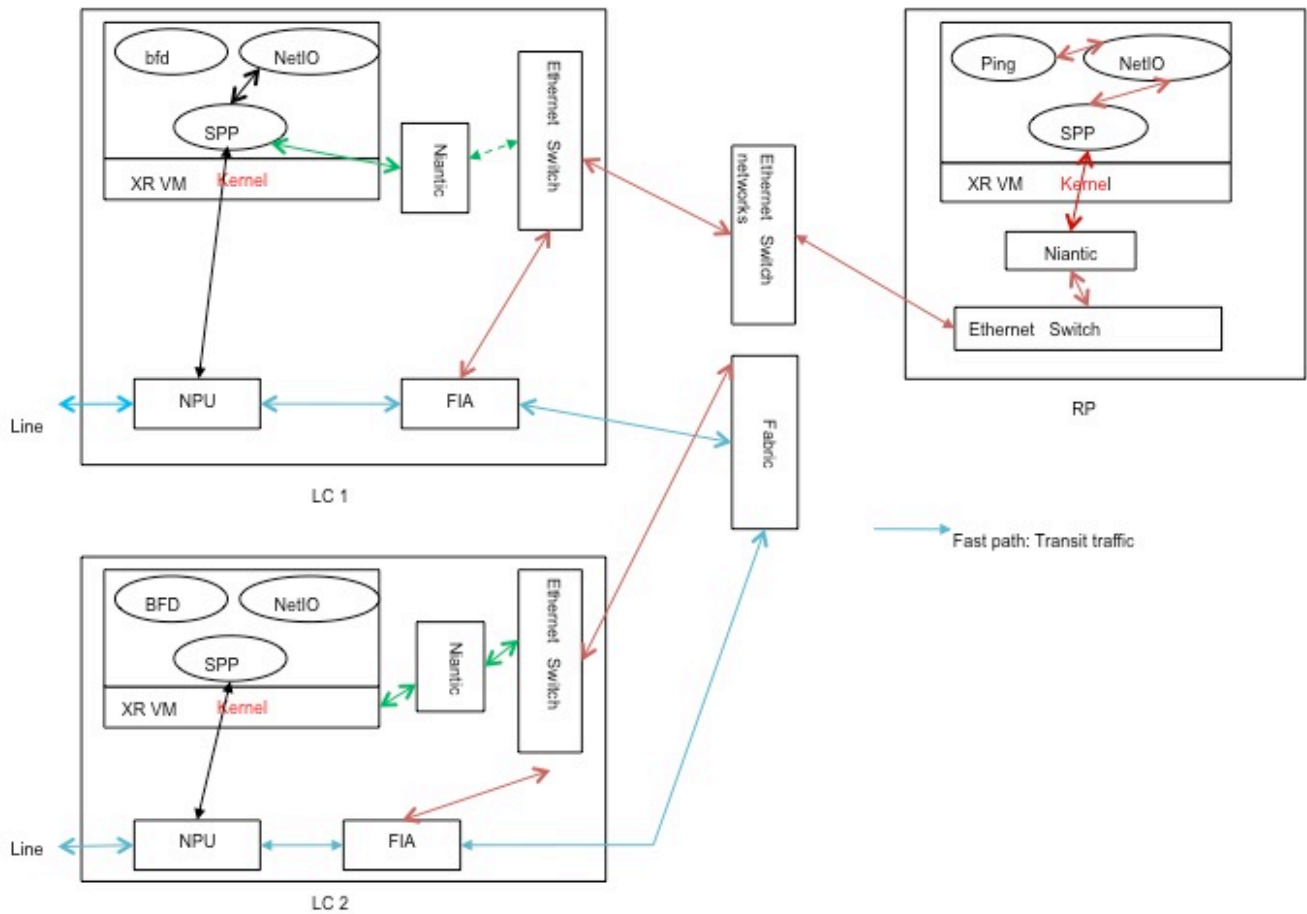 bfd
NetIO
SPP
XR VM
Kernel
Niantic
Ethernet Switch
NPU
FIA
Line
LC 1
Ethernet Switch
networks
Fabric
Ping
NetIO
SPP
XR VM
Kernel
Niantic
Ethernet Switch
RP
Fast path: Transit traffic
BFD
NetIO
SPP
XR VM
Kernel
Niantic
Ethernet Switch
NPU
FIA
Line
LC 2